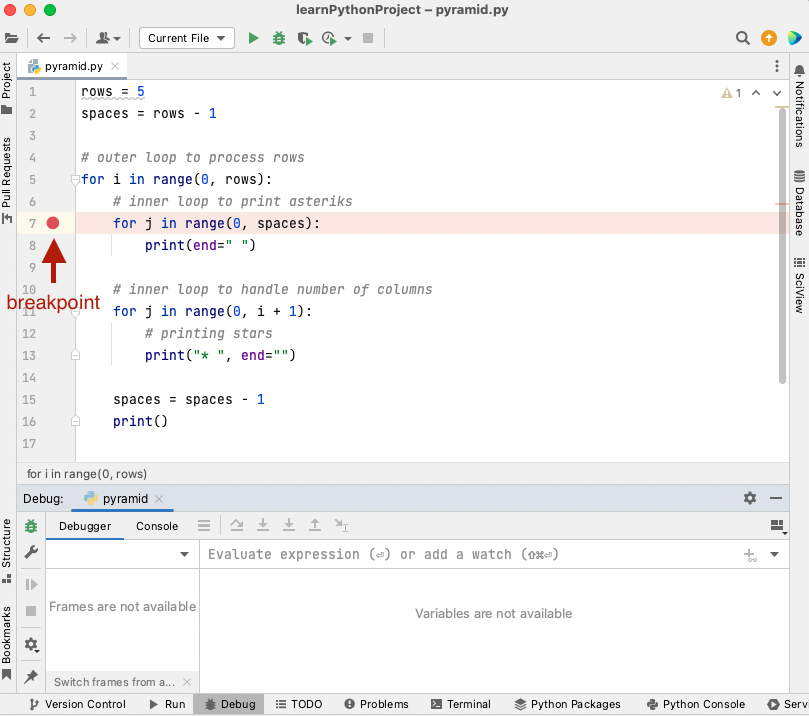 learnPythonProject – pyramid.py
Current File
pyramid.py
Project
Pull Requests
Structure
Bookmarks
1 rows = 5
2 spaces = rows - 1
3
4 # outer loop to process rows
5 for i in range(0, rows):
6 # inner loop to print asteriks
7 for j in range(0, spaces):
8 print(end=" ")
9
breakpoint
10 # inner loop to handle number of columns
11 for j in range(0, i + 1):
12 # printing stars
13 print("* ", end="")
14
15 spaces = spaces - 1
16 print()
17
1
Notifications
Database
SciView
for i in range(0, rows)
Debug: pyramid
Debugger Console
Evaluate expression (⏎) or add a watch (⇧⌘⏎)
Frames are not available
Variables are not available
Switch frames from a...
Version Control Run Debug TODO Problems Terminal Python Packages Python Console Serv